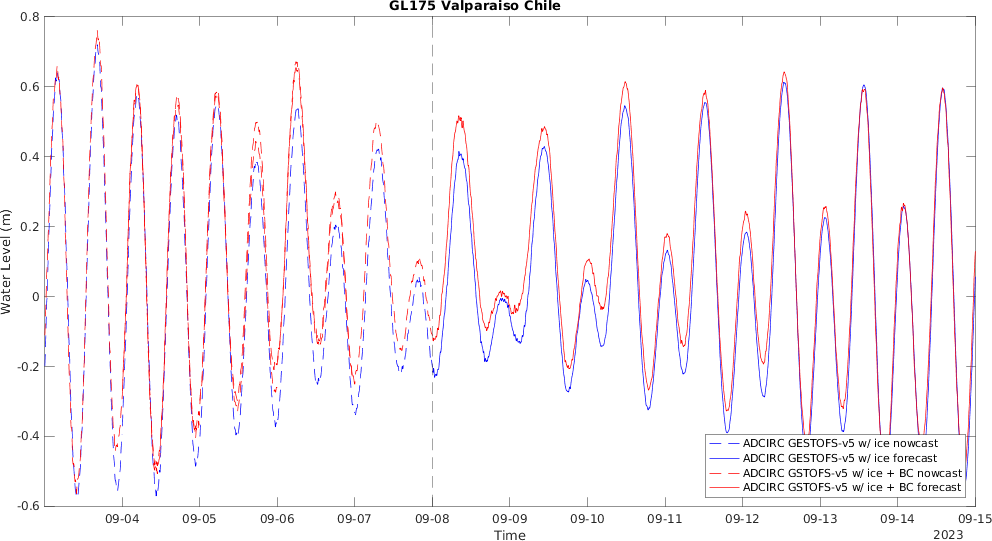 GL175 Valparaiso Chile
0.8
0.6
0.4
0.2
0
-0.2
-0.4
-0.6
Water Level (m)
ADCIRC GESTOFS-v5 w/ ice nowcast
ADCIRC GESTOFS-v5 w/ ice forecast
ADCIRC GSTOFS-v5 w/ ice + BC nowcast
ADCIRC GSTOFS-v5 w/ ice + BC forecast
09-04 09-05 09-06 09-07 09-08 09-09 09-10 09-11 09-12 09-13 09-14 09-15
Time
2023